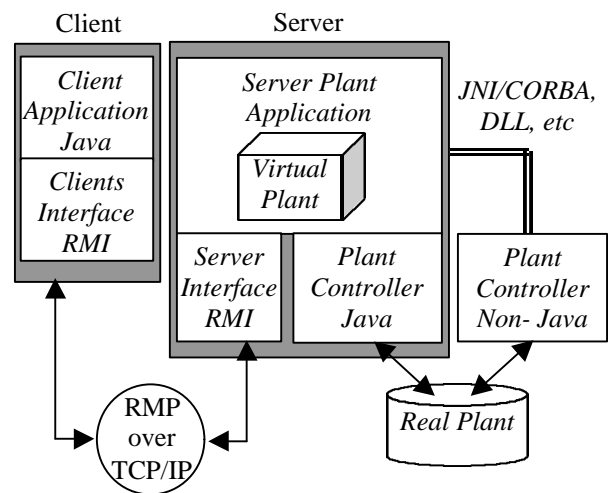 Client
Server
Client
Application
Java
Clients
Interface
RMI
Server Plant
Application
Virtual
Plant
Server
Interface
RMI
Plant
Controller
Java
JNI/CORBA,
DLL, etc
Plant
Controller
Non- Java
RMP
over
TCP/IP
Real Plant